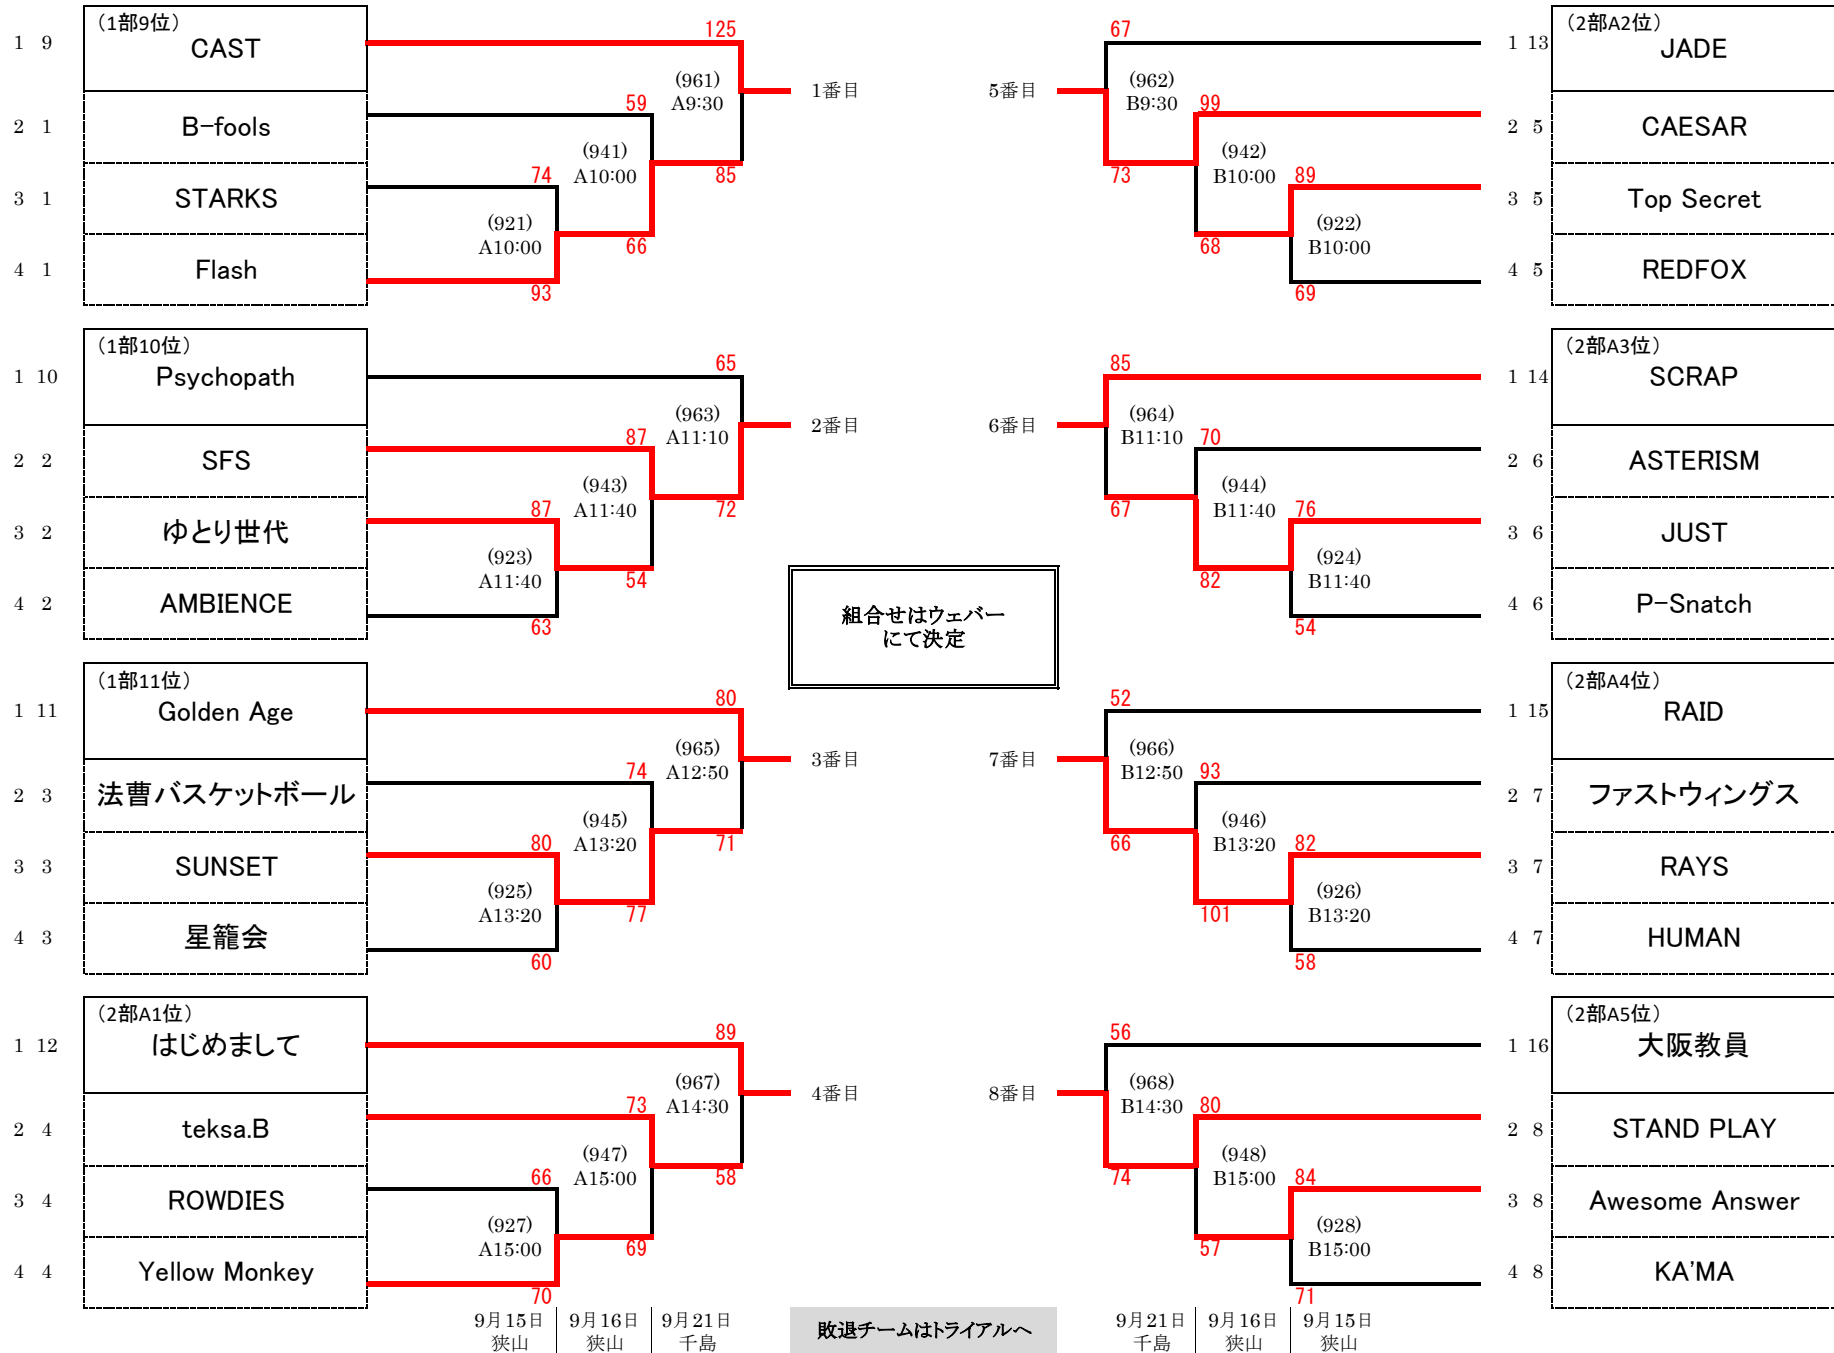 （1部9位）
1 9 CAST 125
(961)
A9:30
1番目
59
2 1 B-fools
(941)
A10:00
74
85
3 1 STARKS
(921)
A10:00
66
4 1 Flash
93
（1部10位）
1 10 Psychopath 65
(963)
A11:10
2番目
87
2 2 SFS
(943)
A11:40
87
72
3 2 ゆとり世代
(923)
A11:40
54
4 2 AMBIENCE
63
（1部11位）
1 11 Golden Age 80
(965)
A12:50
3番目
74
2 3 法曹バスケットボール
(945)
A13:20
80
71
3 3 SUNSET
(925)
A13:20
77
4 3 星籠会
60
（2部A1位）
1 12 はじめまして 89
(967)
A14:30
4番目
73
2 4 teksa.B
(947)
A15:00
66
58
3 4 ROWDIES
(927)
A15:00
69
4 4 Yellow Monkey
70
9月15日 9月16日 9月21日
狭山 狭山 千島
組合せはウェバー
にて決定
敗退チームはトライアルへ
（2部A2位）
67 1 13 JADE
(962)
B9:30
5番目
99
2 5 CAESAR
(942)
B10:00
73
89
3 5 Top Secret
(922)
B10:00
68
4 5 REDFOX
69
（2部A3位）
85 1 14 SCRAP
(964)
B11:10
6番目
70
2 6 ASTERISM
(944)
B11:40
67
76
3 6 JUST
(924)
B11:40
82
4 6 P-Snatch
54
（2部A4位）
52 1 15 RAID
(966)
B12:50
7番目
93
2 7 ファストウィングス
(946)
B13:20
66
82
3 7 RAYS
(926)
B13:20
101
4 7 HUMAN
58
（2部A5位）
56 1 16 大阪教員
(968)
B14:30
8番目
80
2 8 STAND PLAY
(948)
B15:00
74
84
3 8 Awesome Answer
(928)
B15:00
57
4 8 KA'MA
71
9月21日 9月16日 9月15日
千島 狭山 狭山